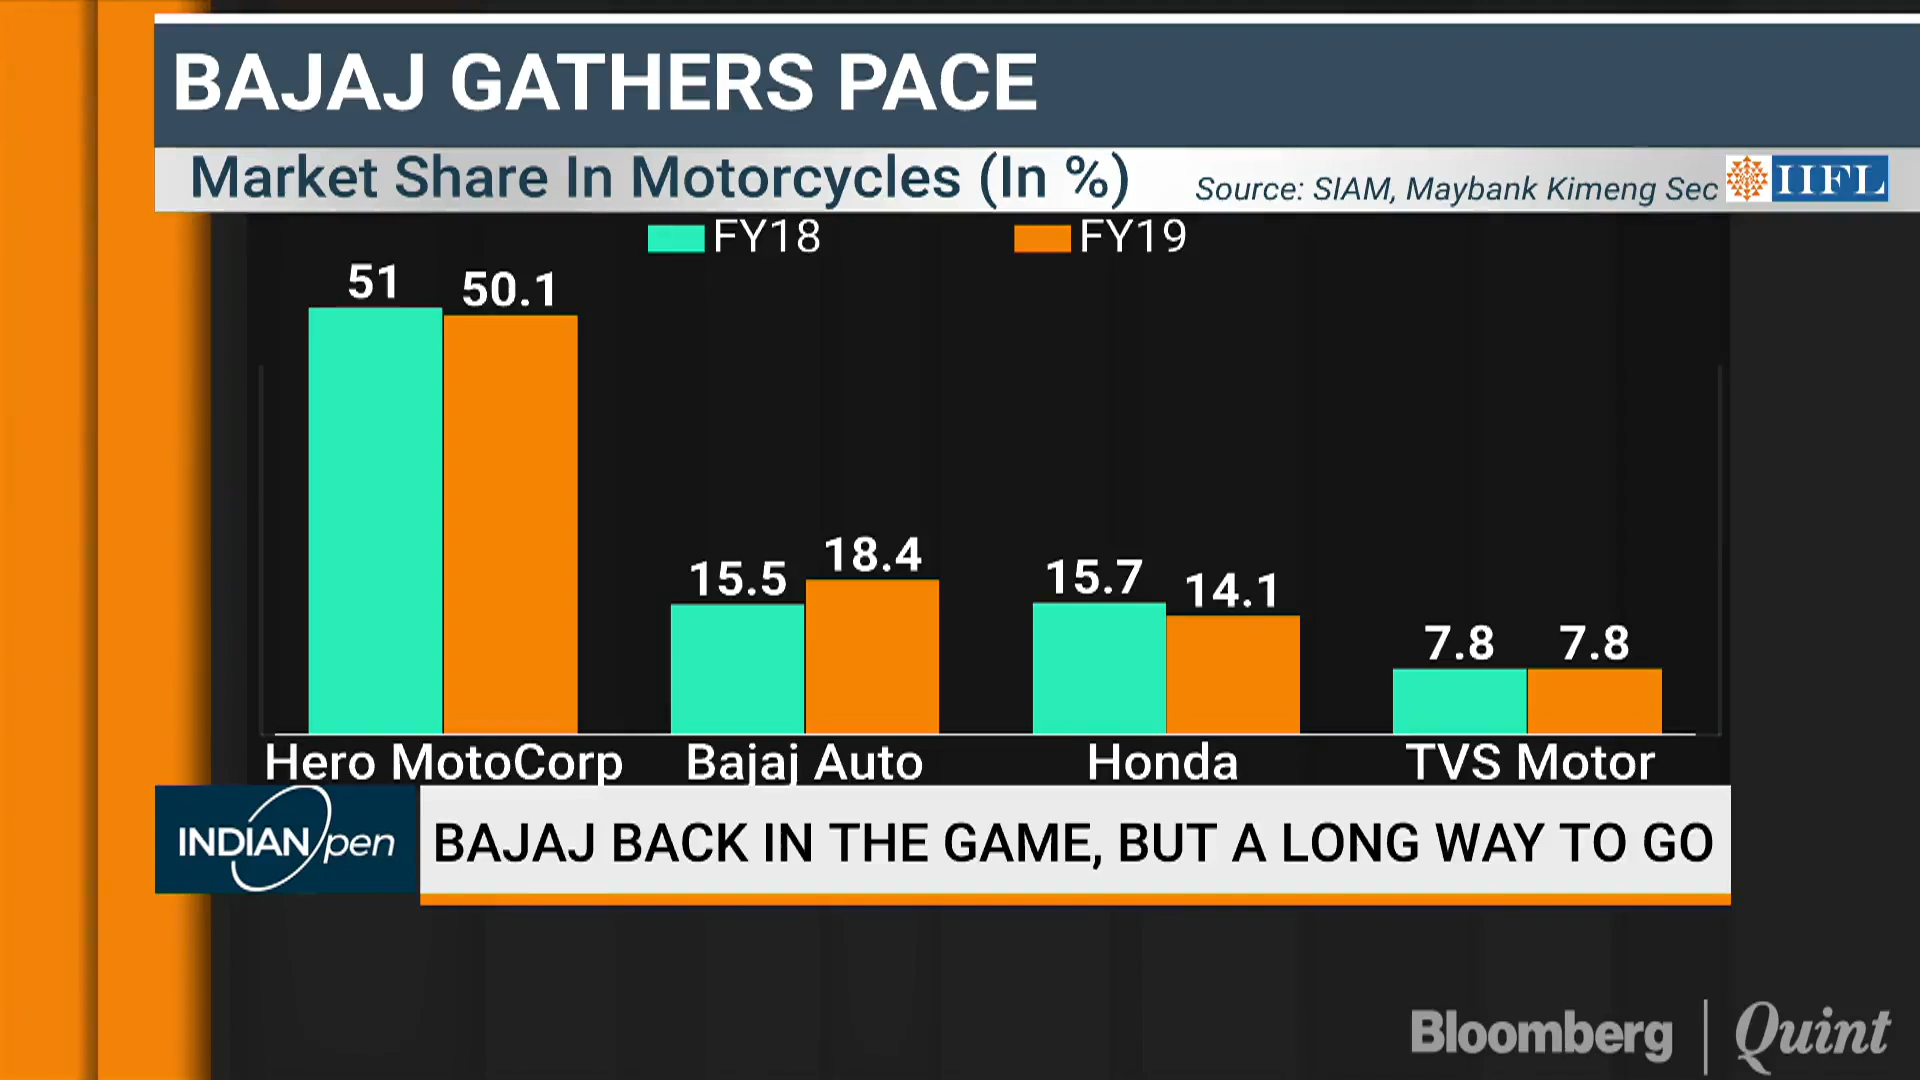 BAJAJ GATHERS PACE
Market Share In Motorcycles (In %)
Source: SIAM, Maybank Kimeng Sec
IIFL
FY18 FY19
51 50.1
15.5 18.4
15.7 14.1
7.8 7.8
Hero MotoCorp Bajaj Auto Honda TVS Motor
INDIAN Open
BAJAJ BACK IN THE GAME, BUT A LONG WAY TO GO
Bloomberg | Quint